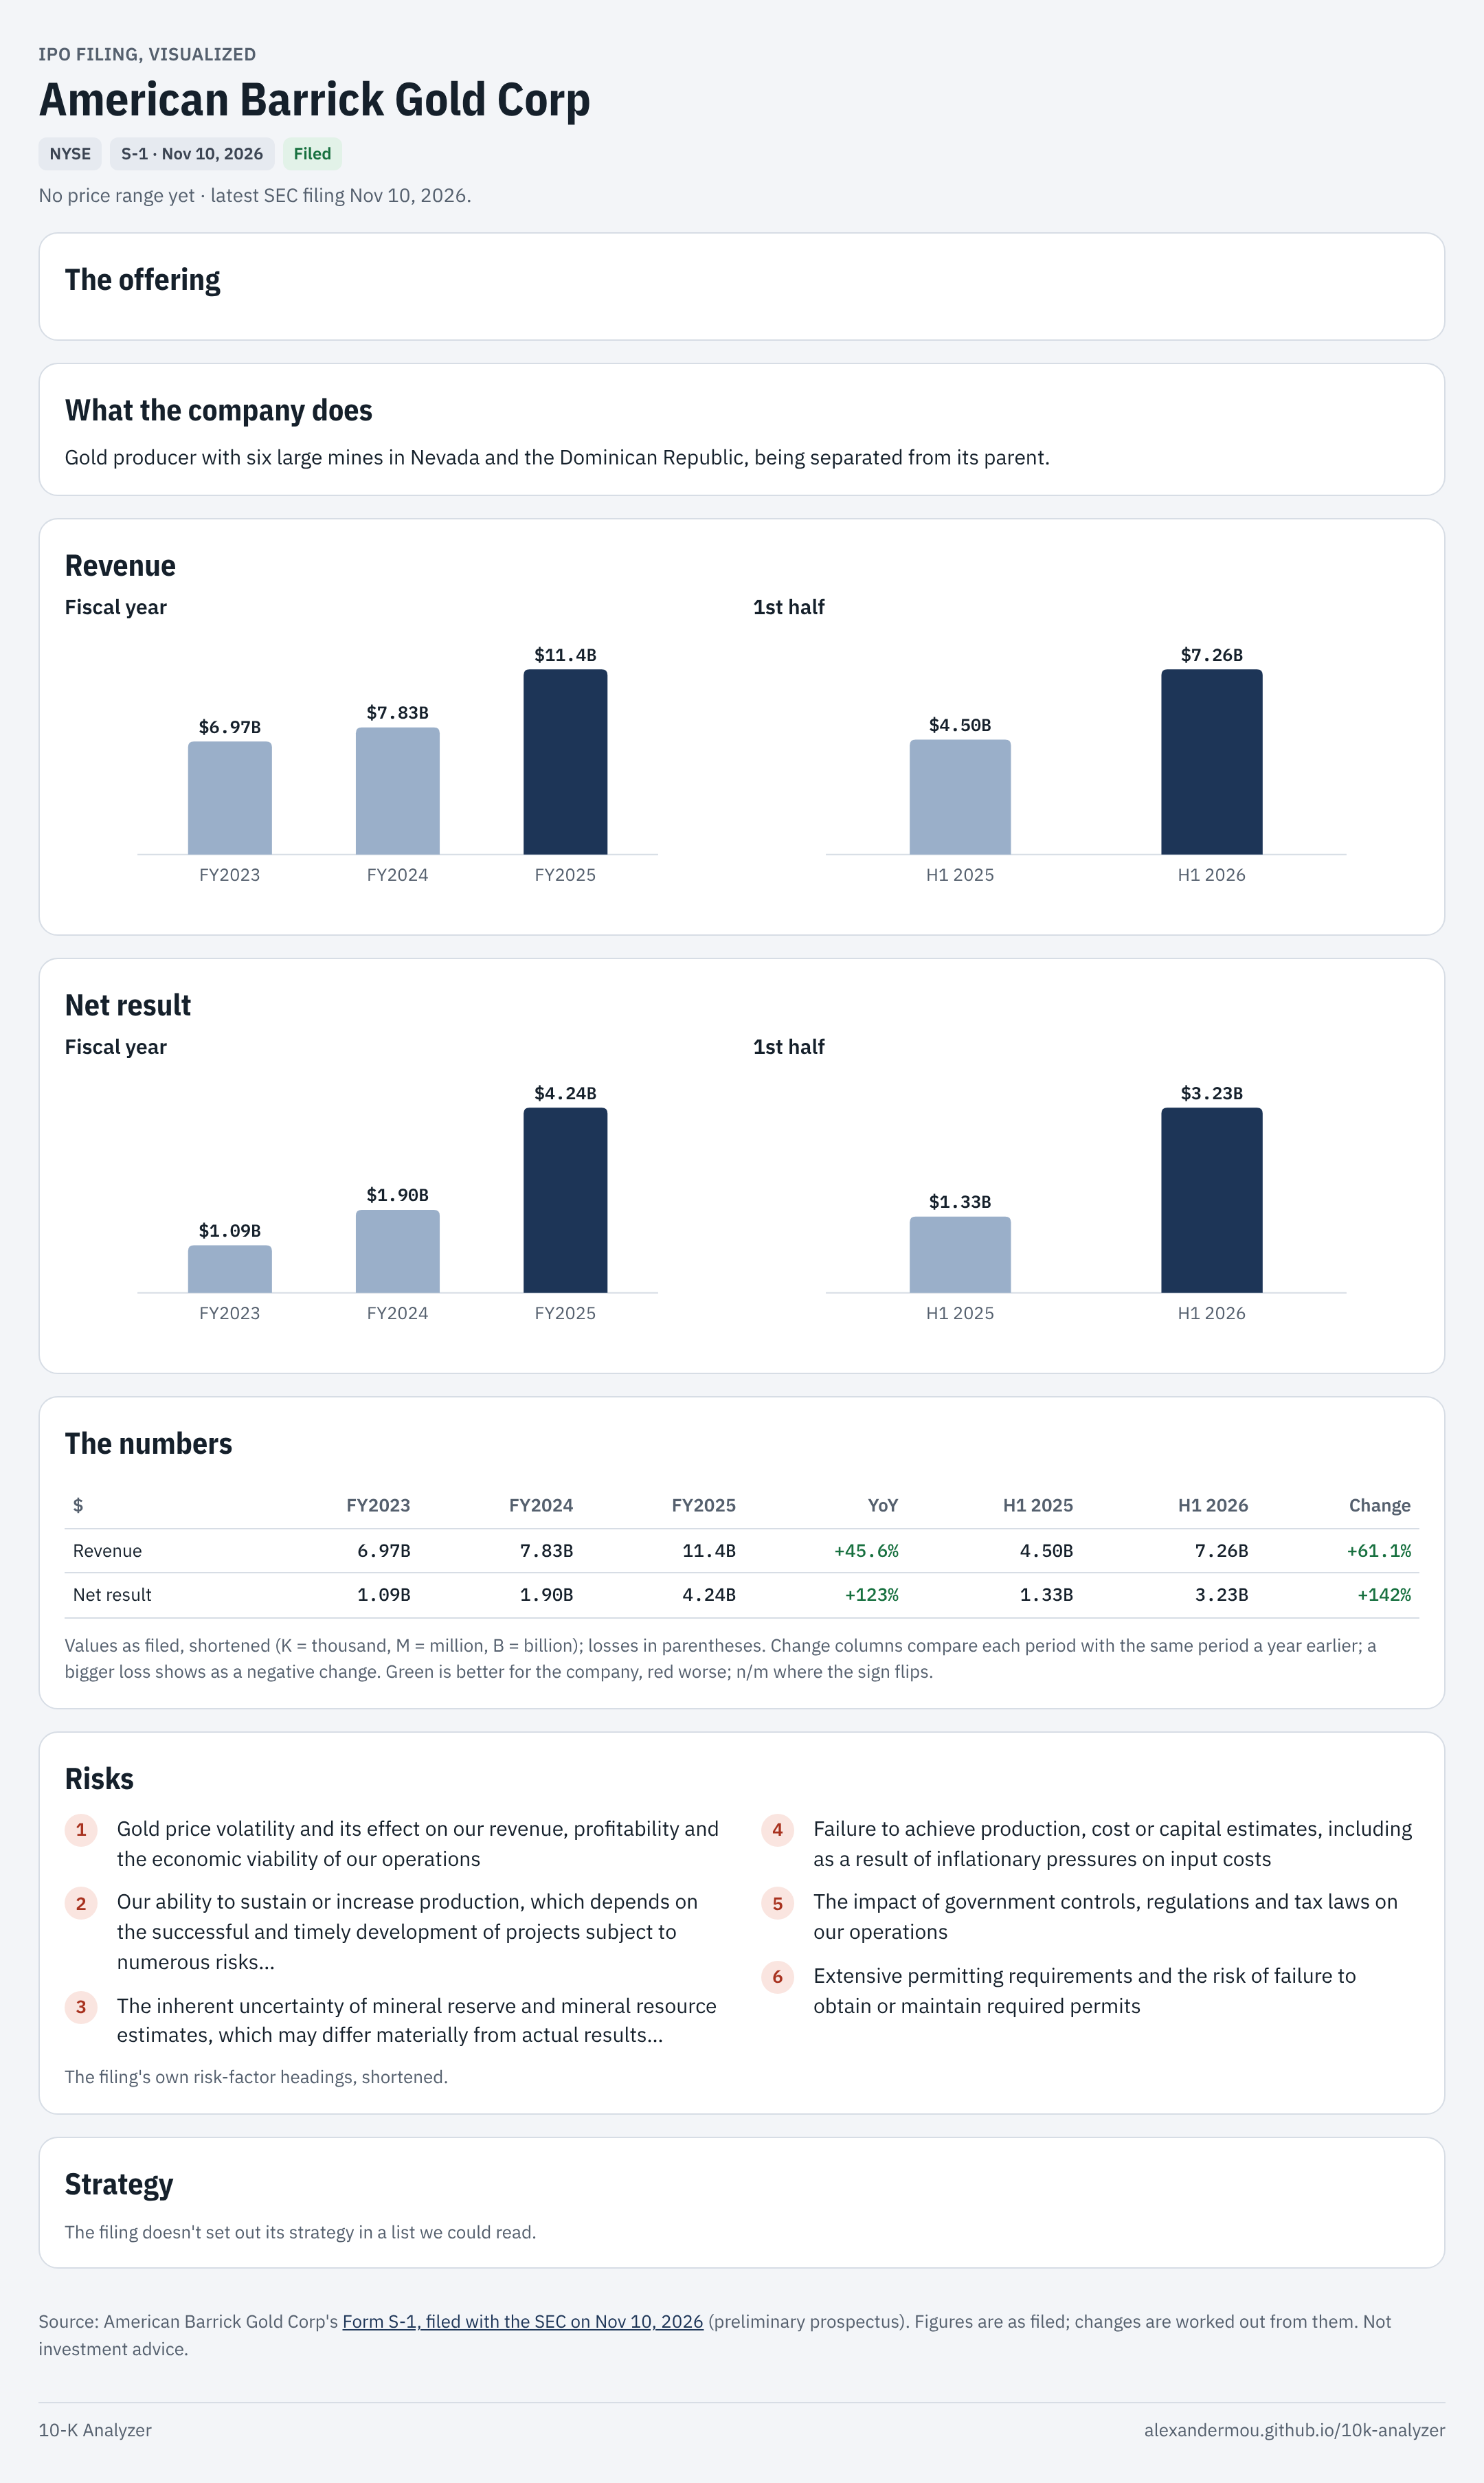 IPO FILING, VISUALIZED
American Barrick Gold Corp
NYSE S-1 · Nov 10, 2026 Filed
No price range yet · latest SEC filing Nov 10, 2026.
The offering
What the company does
Gold producer with six large mines in Nevada and the Dominican Republic, being separated from its parent.
Revenue
Fiscal year
$6.97B $7.83B $11.4B
FY2023 FY2024 FY2025
1st half
$4.50B $7.26B
H1 2025 H1 2026
Net result
Fiscal year
$1.09B $1.90B $4.24B
FY2023 FY2024 FY2025
1st half
$1.33B $3.23B
H1 2025 H1 2026
The numbers
$ FY2023 FY2024 FY2025 YoY H1 2025 H1 2026 Change
Revenue 6.97B 7.83B 11.4B +45.6% 4.50B 7.26B +61.1%
Net result 1.09B 1.90B 4.24B +123% 1.33B 3.23B +142%
Values as filed, shortened (K = thousand, M = million, B = billion); losses in parentheses. Change columns compare each period with the same period a year earlier; a
bigger loss shows as a negative change. Green is better for the company, red worse; n/m where the sign flips.
Risks
1 Gold price volatility and its effect on our revenue, profitability and
the economic viability of our operations
2 Our ability to sustain or increase production, which depends on
the successful and timely development of projects subject to
numerous risks...
3 The inherent uncertainty of mineral reserve and mineral resource
estimates, which may differ materially from actual results...
4 Failure to achieve production, cost or capital estimates, including
as a result of inflationary pressures on input costs
5 The impact of government controls, regulations and tax laws on
our operations
6 Extensive permitting requirements and the risk of failure to
obtain or maintain required permits
The filing's own risk-factor headings, shortened.
Strategy
The filing doesn't set out its strategy in a list we could read.
Source: American Barrick Gold Corp's Form S-1, filed with the SEC on Nov 10, 2026 (preliminary prospectus). Figures are as filed; changes are worked out from them. Not
investment advice.
10-K Analyzer alexandermou.github.io/10k-analyzer